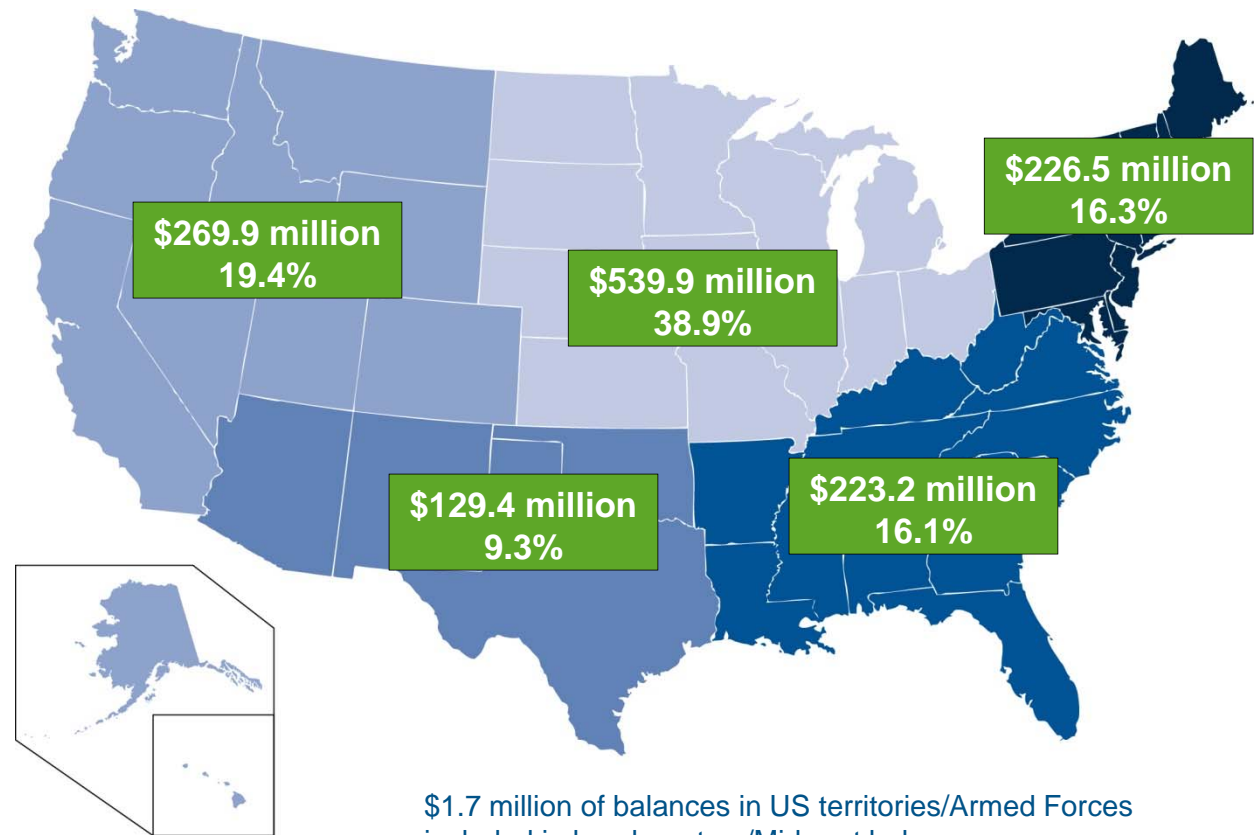 $226.5 million
16.3%
$269.9 million
19.4%
$539.9 million
38.9%
$129.4 million
9.3%
$223.2 million
16.1%
$1.7 million of balances in US territories/Armed Forces